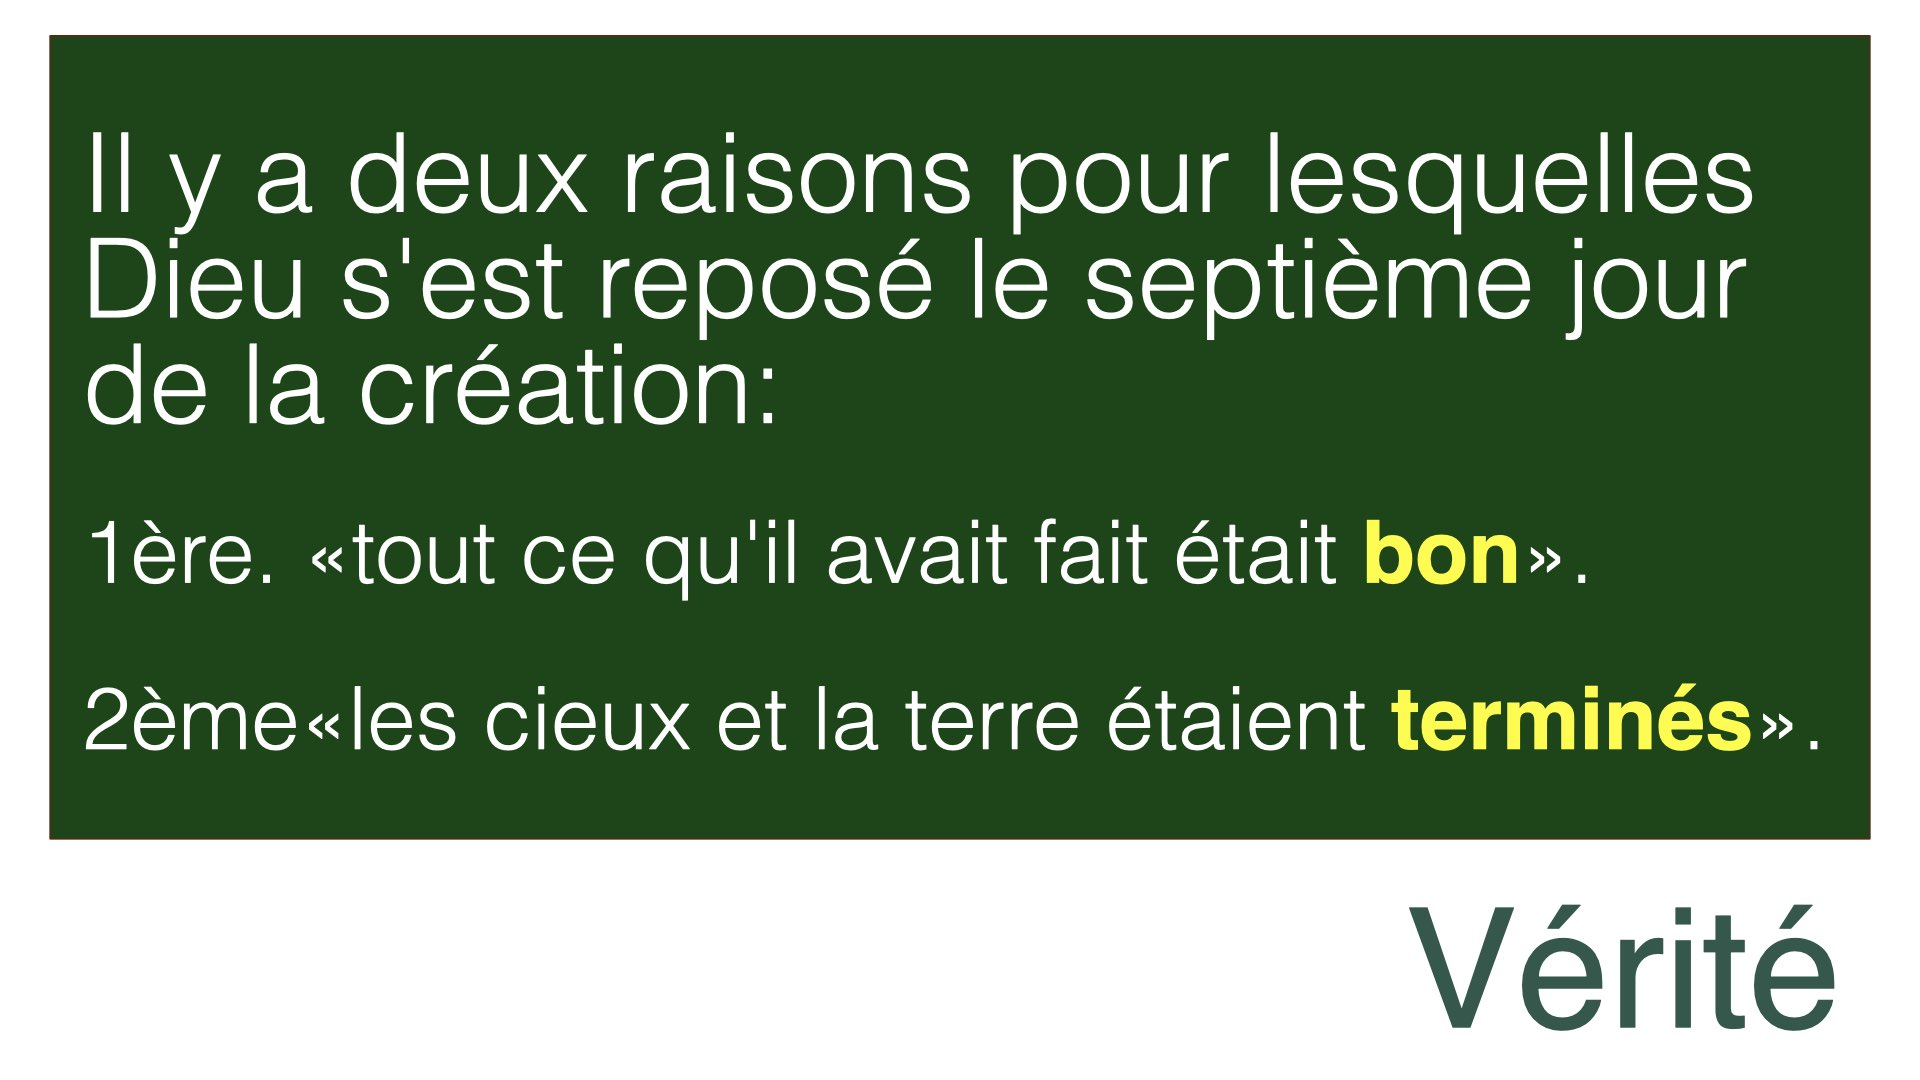 Il y a deux raisons pour lesquelles
Dieu s'est reposé le septième jour
de la création:
1ère. «tout ce qu'il avait fait était bon».
2ème«les cieux et la terre étaient terminés».
Vérité